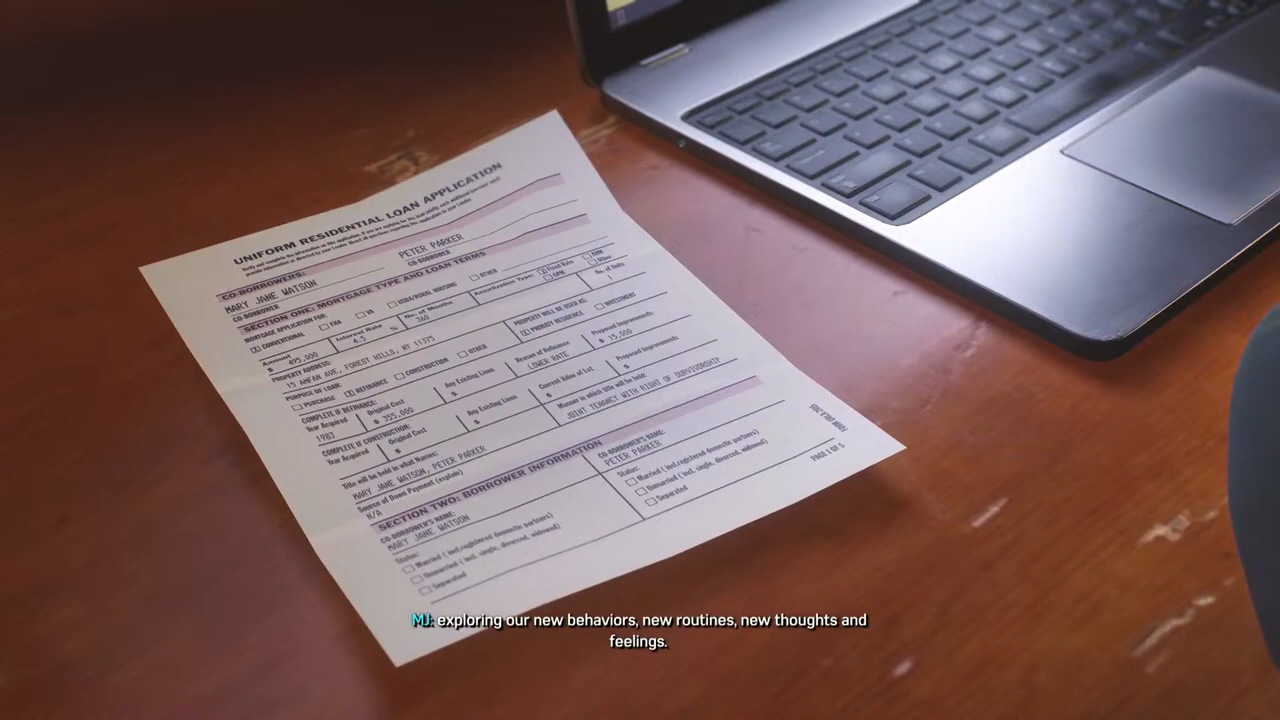 UNIFORM RESIDENTIAL LOAN APPLICATION
CO-BORROWERS:
MARY JANE WATSON
PETER PARKER
CO-BORROWER
CO-BORROWER
SECTION ONE: MORTGAGE TYPE AND LOAN TERMS
MORTGAGE APPLICATION FOR:
CONVENTIONAL
FHA
VA
USDA/RURAL HOUSING
OTHER
Amortization Type:
Fixed Rate
GPM
ARM
Other
Amount
$ 495,000
Interest Rate
4.5 %
No. of Months
360
No. of Units
1
PROPERTY ADDRESS:
FOREST HILLS, NY 11375
PURPOSE OF LOAN:
PURCHASE
REFINANCE
CONSTRUCTION
OTHER
PROPERTY WILL BE USED AS:
PRIMARY RESIDENCE
INVESTMENT
COMPLETE IF REFINANCE:
Year Acquired
1983
Original Cost
$ 355,000
Any Existing Liens
$
Reason of Refinance
LOWER RATE
Proposed Improvements
$ 15,000
COMPLETE IF CONSTRUCTION:
Year Acquired
Original Cost
$
Any Existing Liens
$
Current Value of Lot
$
Proposed Improvements
$
Title will be held in what Names:
MARY JANE WATSON, PETER PARKER
Manner in which title will be held:
JOINT TENANCY WITH RIGHT OF SURVIVORSHIP
Source of Down Payment (explain)
N/A
SECTION TWO: BORROWER INFORMATION
CO-BORROWER'S NAME:
MARY JANE WATSON
Status:
Married ( incl.registered domestic partners)
Unmarried ( incl. single, divorced, widowed)
Separated
CO-BORROWER'S NAME:
PETER PARKER
Status:
Married ( incl.registered domestic partners)
Unmarried ( incl. single, divorced, widowed)
Separated
PAGE 1 OF 5
MJ: exploring our new behaviors, new routines, new thoughts and
feelings.